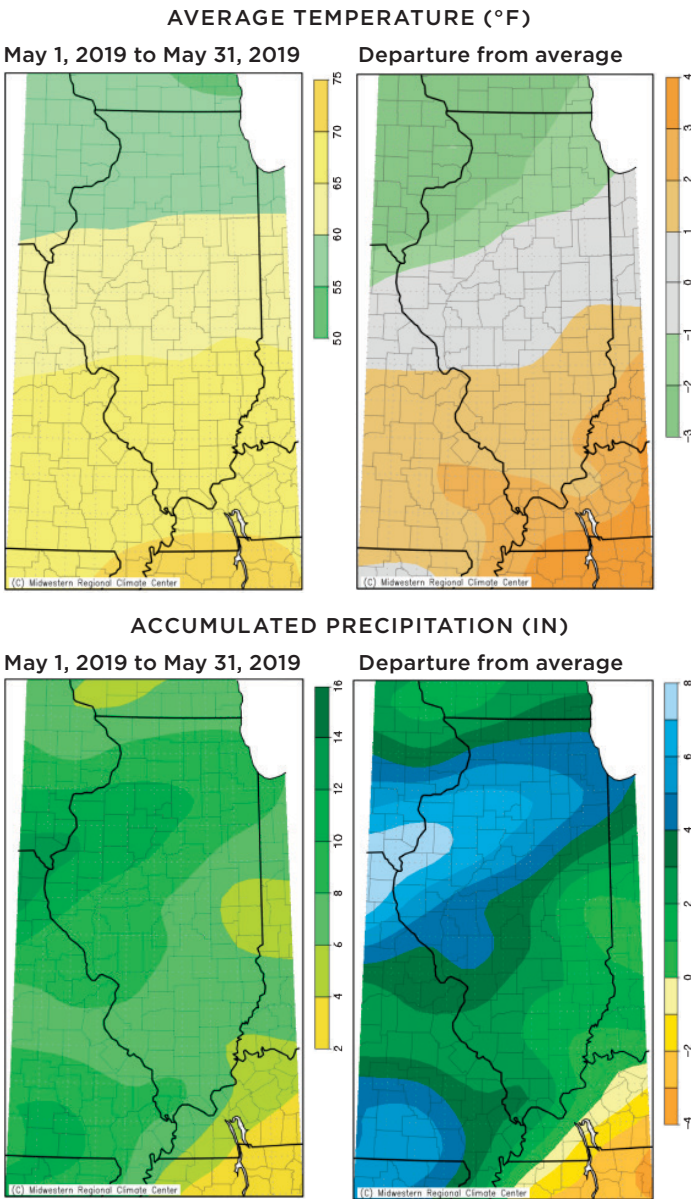 AVERAGE TEMPERATURE (°F)
May 1, 2019 to May 31, 2019
75
70
65
60
55
50
(C) Midwestern Regional Climate Center
Departure from average
4
3
2
1
0
−1
−2
−3
(C) Midwestern Regional Climate Center
ACCUMULATED PRECIPITATION (IN)
May 1, 2019 to May 31, 2019
16
14
12
10
8
6
4
2
(C) Midwestern Regional Climate Center
Departure from average
8
6
4
2
0
−2
−4
(C) Midwestern Regional Climate Center